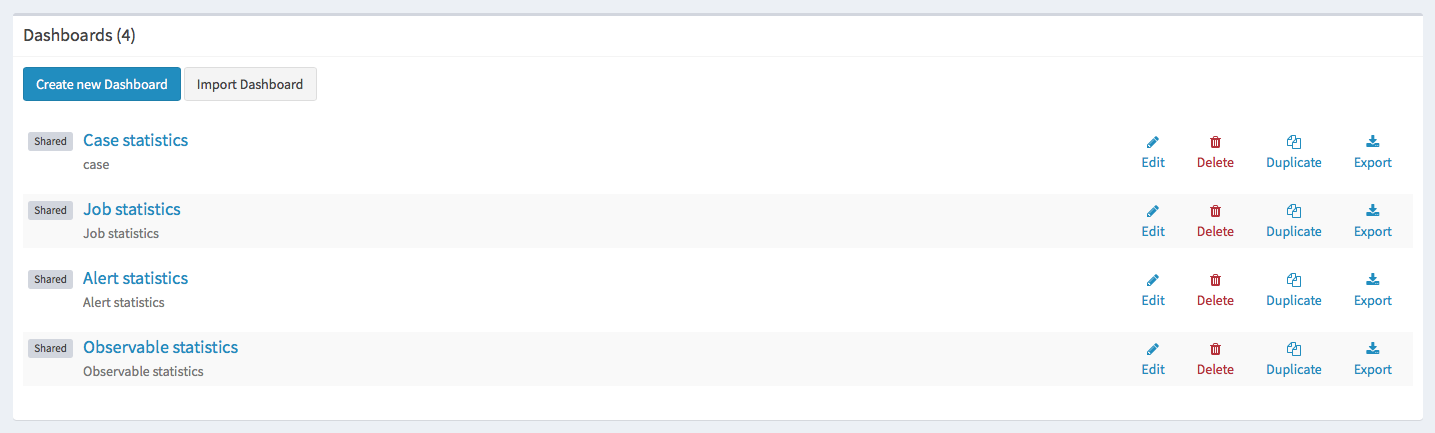 Dashboards (4)
Create new Dashboard Import Dashboard
Shared Case statistics
case
Edit Delete Duplicate Export
Shared Job statistics
Job statistics
Edit Delete Duplicate Export
Shared Alert statistics
Alert statistics
Edit Delete Duplicate Export
Shared Observable statistics
Observable statistics
Edit Delete Duplicate Export